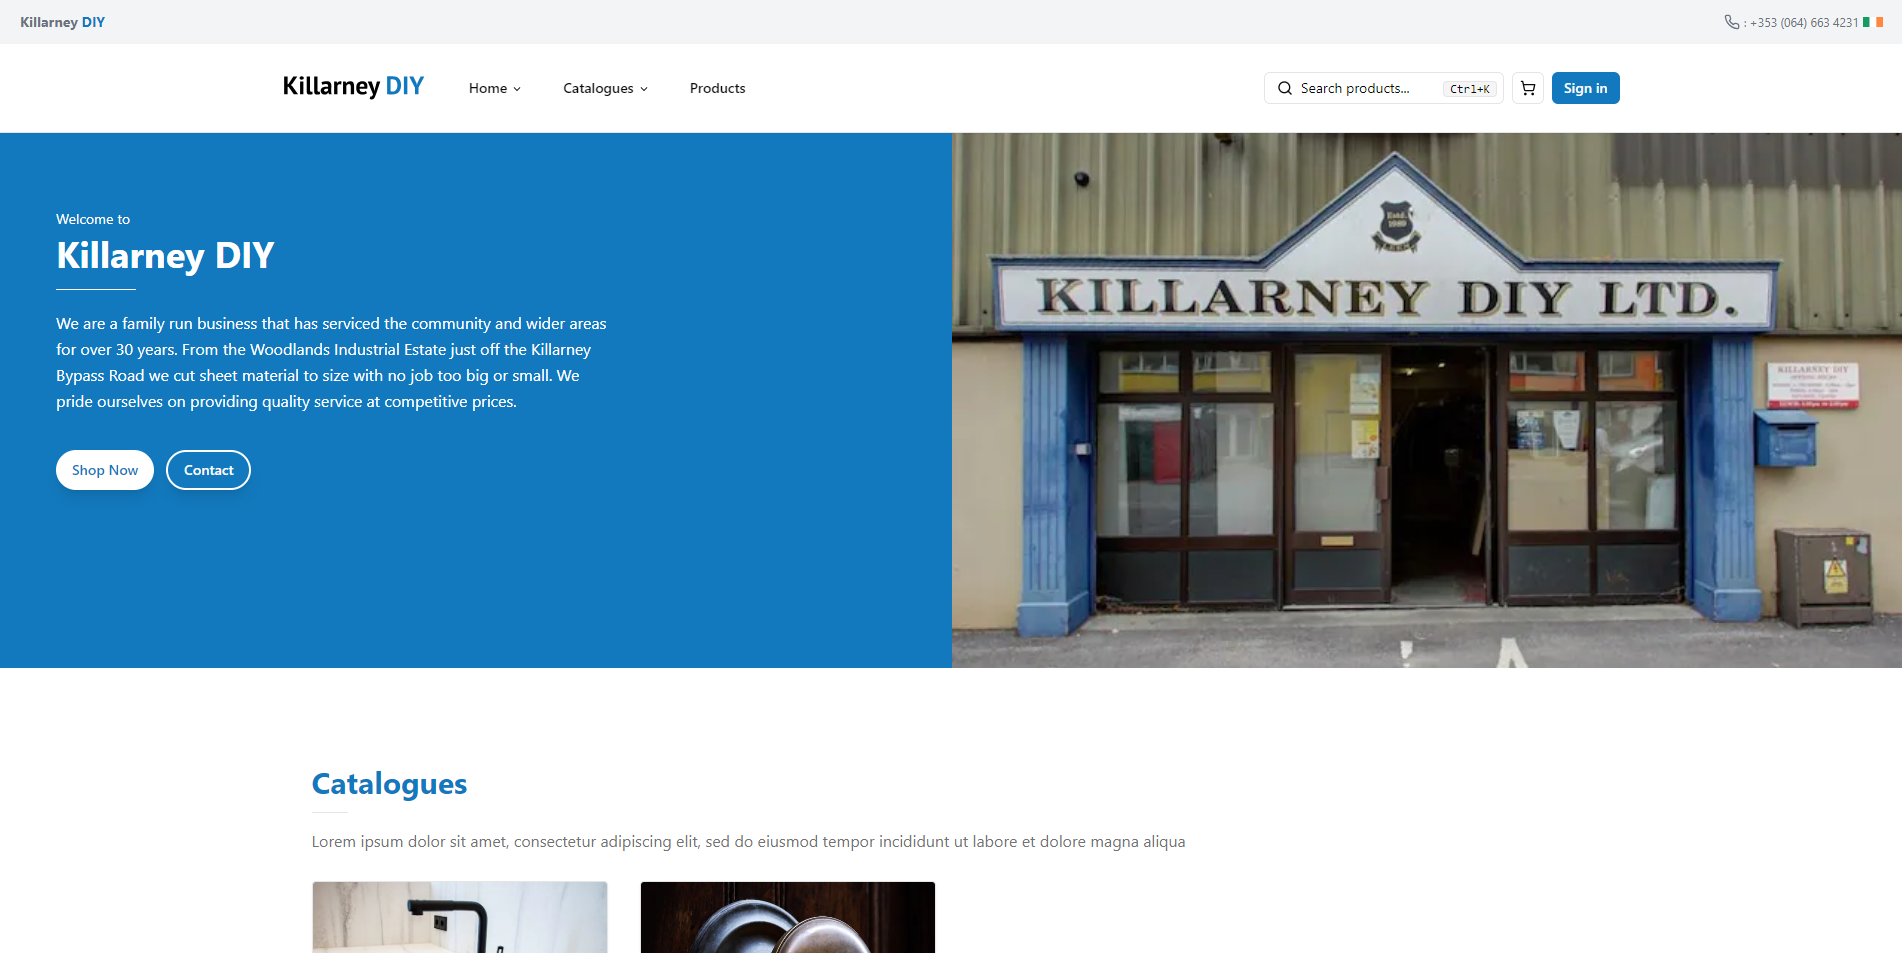 Killarney DIY
: +353 (064) 663 4231
Killarney DIY
Home
Catalogues
Products
Search products...
Ctrl+K
Sign in
Welcome to
Killarney DIY
We are a family run business that has serviced the community and wider areas
for over 30 years. From the Woodlands Industrial Estate just off the Killarney
Bypass Road we cut sheet material to size with no job too big or small. We
pride ourselves on providing quality service at competitive prices.
Shop Now
Contact
Estd.
1989
KILLARNEY DIY LTD.
KILLARNEY DIY
Catalogues
Lorem ipsum dolor sit amet, consectetur adipiscing elit, sed do eiusmod tempor incididunt ut labore et dolore magna aliqua